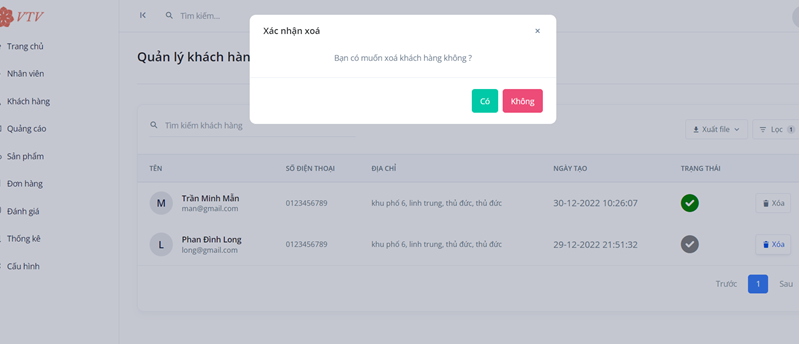 VTV
Tìm kiếm...
Xác nhận xoá
Bạn có muốn xoá khách hàng không ?
Có
Không
Trang chủ
Nhân viên
Khách hàng
Quảng cáo
Sản phẩm
Đơn hàng
Đánh giá
Thống kê
Cấu hình
Quản lý khách hàn
Tìm kiếm khách hàng
Xuất file
Lọc 1
TÊN SỐ ĐIỆN THOẠI ĐỊA CHỈ NGÀY TẠO TRẠNG THÁI
M Trần Minh Mẫn 0123456789 khu phố 6, linh trung, thủ đức, thủ đức 30-12-2022 10:26:07 Xóa
man@gmail.com
L Phan Đình Long 0123456789 khu phố 6, linh trung, thủ đức, thủ đức 29-12-2022 21:51:32 Xóa
long@gmail.com
Trước 1 Sau